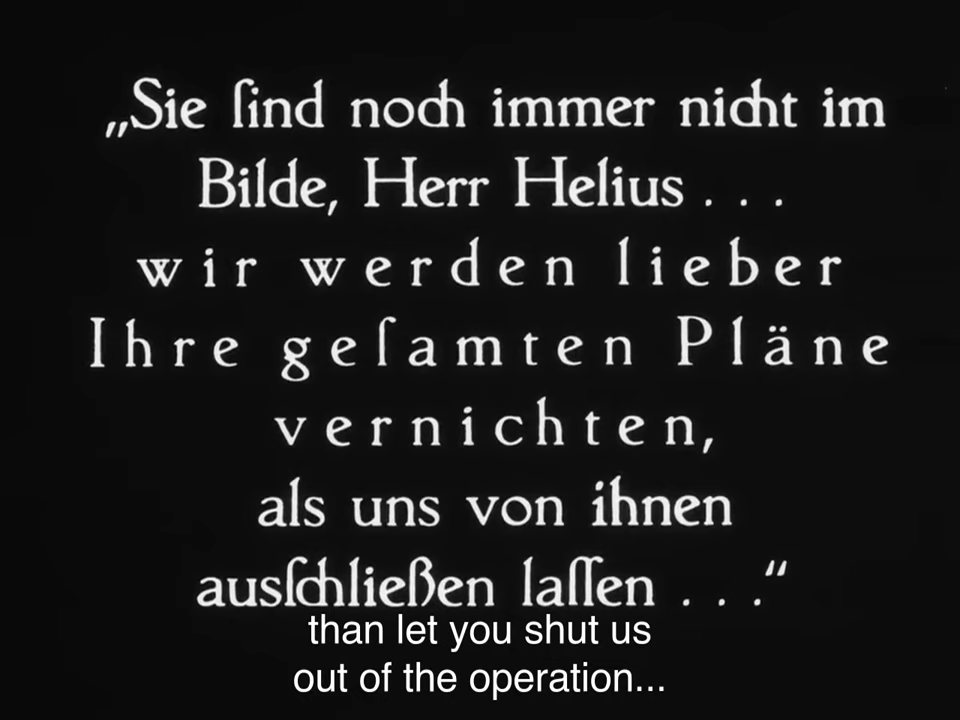 „Sie ſind noch immer nicht im
Bilde, Herr Helius . . .
wir werden lieber
Ihre geſamten Pläne
vernichten,
als uns von ihnen
ausſchließen laſſen . . .“
than let you shut us
out of the operation...